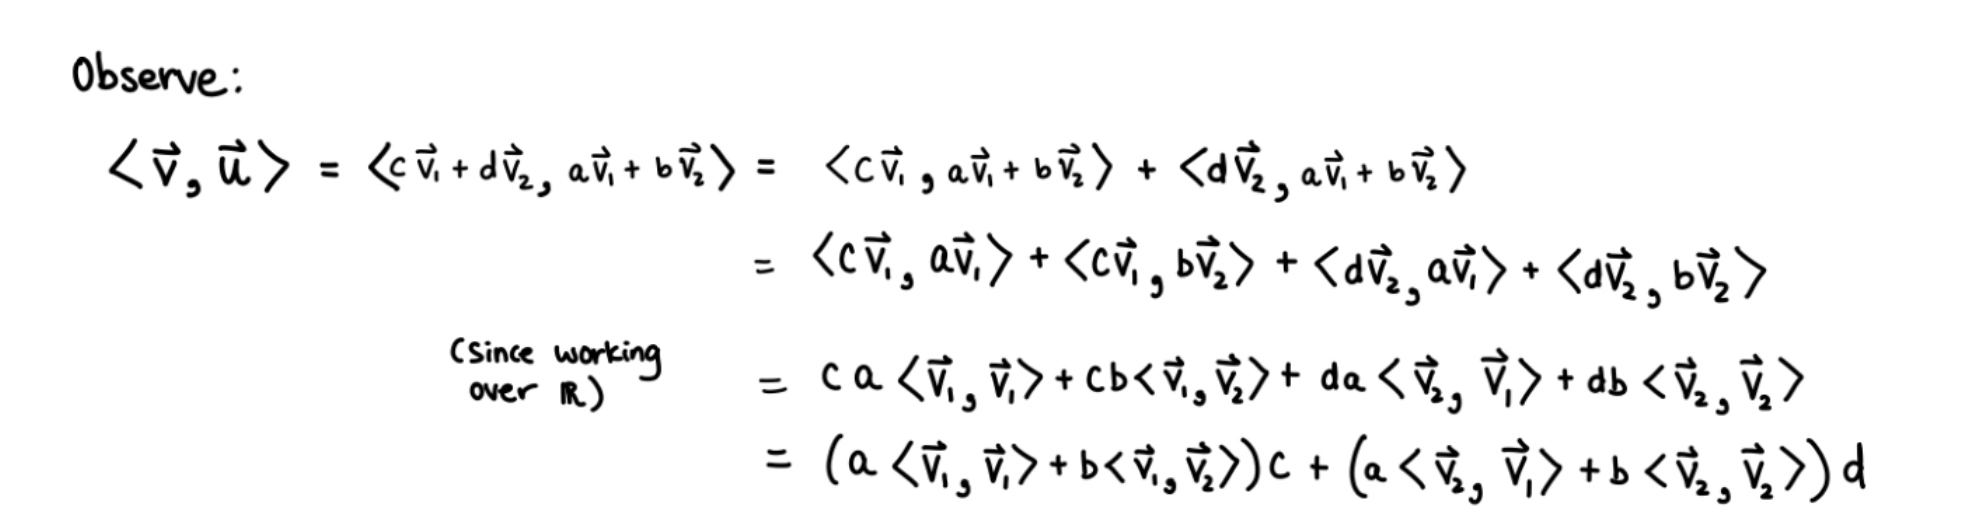 Observe:
⟨v⃗, u⃗⟩ = ⟨cv⃗₁ + dv⃗₂, av⃗₁ + bv⃗₂⟩ = ⟨cv⃗₁, av⃗₁ + bv⃗₂⟩ + ⟨dv⃗₂, av⃗₁ + bv⃗₂⟩
= ⟨cv⃗₁, av⃗₁⟩ + ⟨cv⃗₁, bv⃗₂⟩ + ⟨dv⃗₂, av⃗₁⟩ + ⟨dv⃗₂, bv⃗₂⟩
(since working
over ℝ)
= ca⟨v⃗₁, v⃗₁⟩ + cb⟨v⃗₁, v⃗₂⟩ + da⟨v⃗₂, v⃗₁⟩ + db⟨v⃗₂, v⃗₂⟩
= (a⟨v⃗₁, v⃗₁⟩ + b⟨v⃗₁, v⃗₂⟩)c + (a⟨v⃗₂, v⃗₁⟩ + b⟨v⃗₂, v⃗₂⟩)d